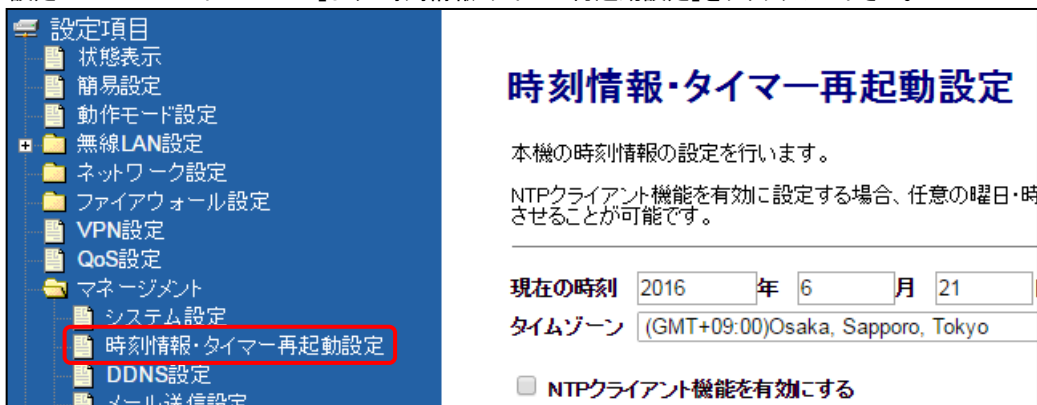 設定項目
状態表示
簡易設定
動作モード設定
無線LAN設定
ネットワーク設定
ファイアウォール設定
VPN設定
QoS設定
マネージメント
システム設定
時刻情報・タイマー再起動設定
DDNS設定
メール送信設定
時刻情報・タイマー再起動設定
本機の時刻情報の設定を行います。
NTPクライアント機能を有効に設定する場合、任意の曜日・時
させることが可能です。
現在の時刻 2016 年 6 月 21
タイムゾーン (GMT+09:00)Osaka, Sapporo, Tokyo
NTPクライアント機能を有効にする